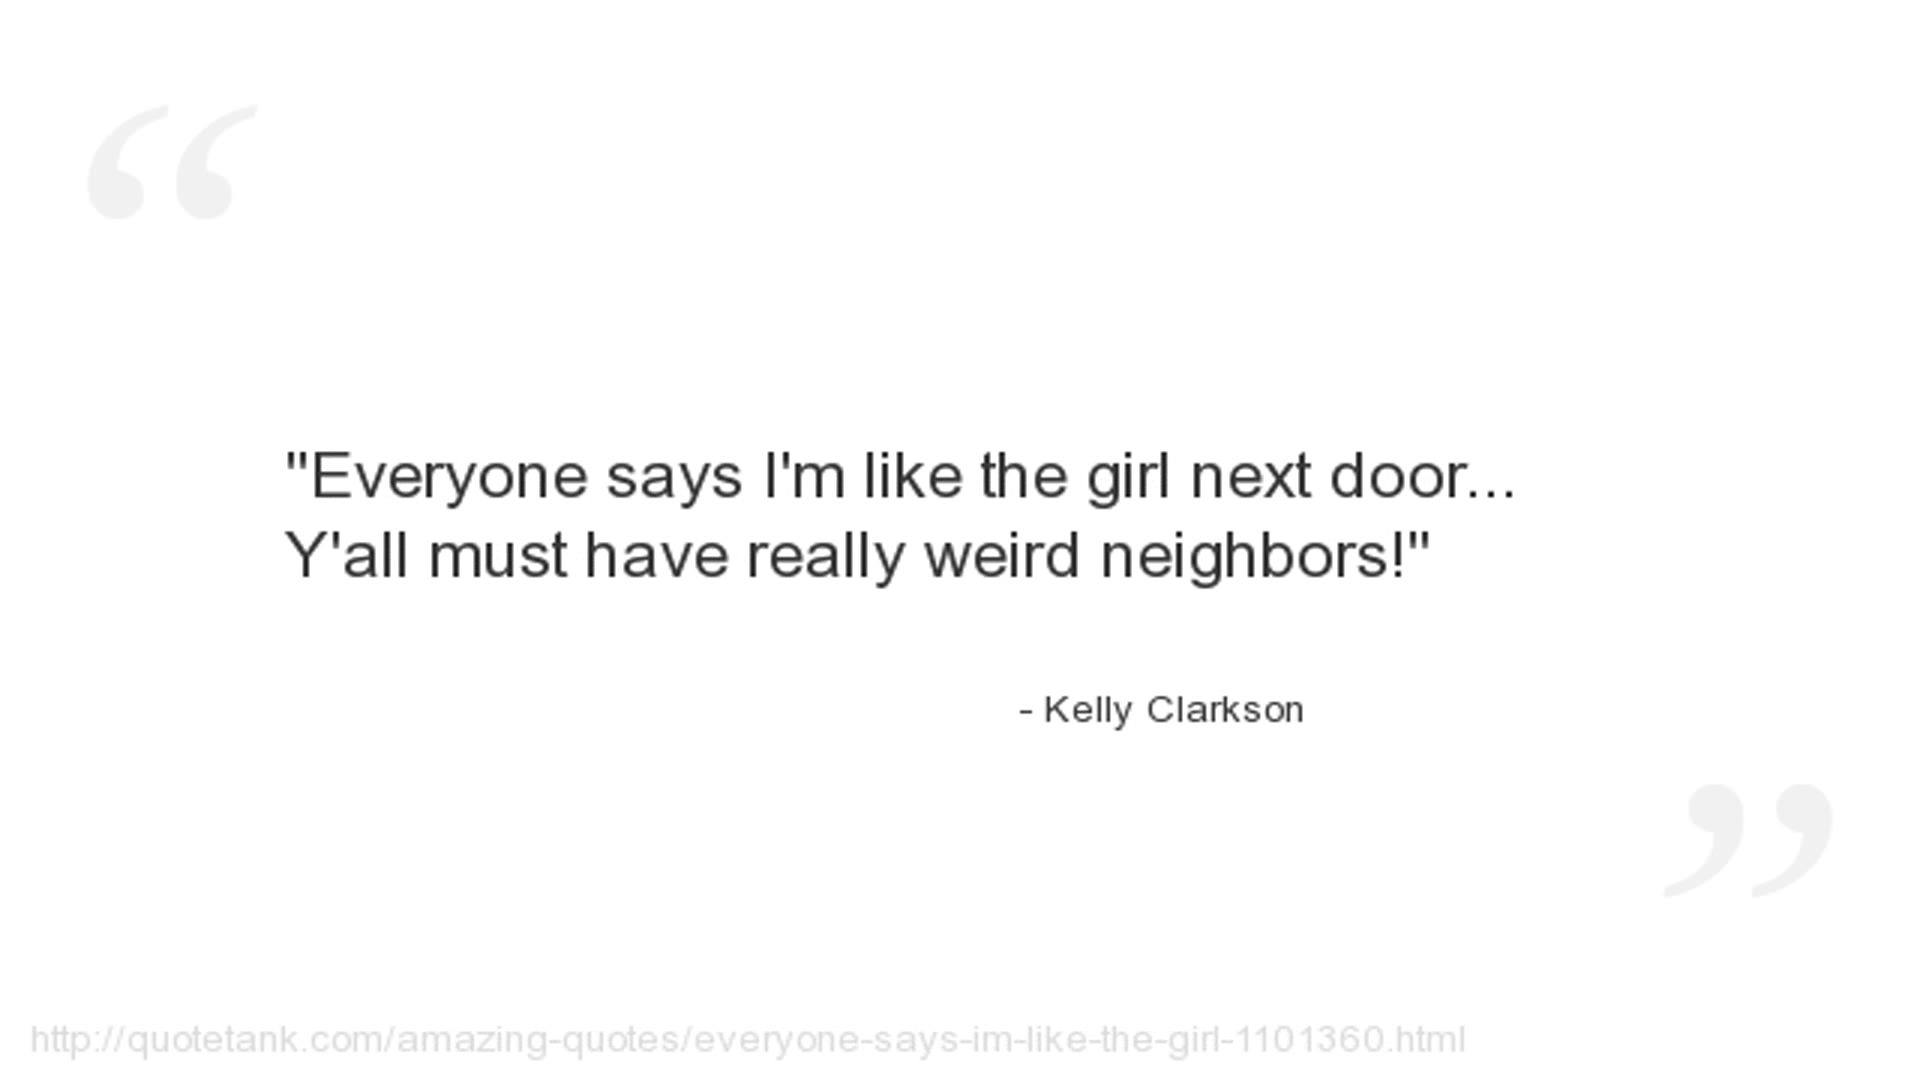 "Everyone says I'm like the girl next door...
Y'all must have really weird neighbors!"
- Kelly Clarkson
http://quotetank.com/amazing-quotes/everyone-says-im-like-the-girl-1101360.html